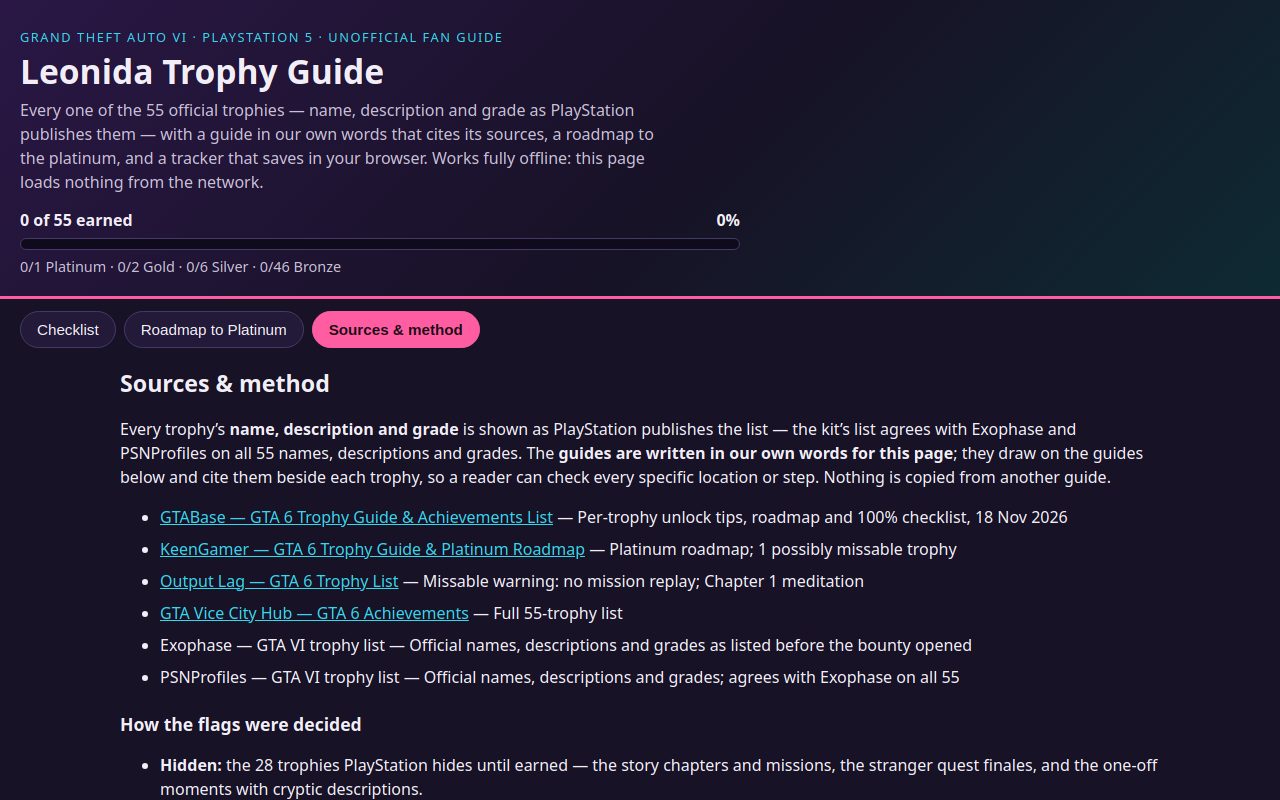 GRAND THEFT AUTO VI · PLAYSTATION 5 · UNOFFICIAL FAN GUIDE
Leonida Trophy Guide
Every one of the 55 official trophies — name, description and grade as PlayStation
publishes them — with a guide in our own words that cites its sources, a roadmap to
the platinum, and a tracker that saves in your browser. Works fully offline: this page
loads nothing from the network.
0 of 55 earned 0%
0/1 Platinum · 0/2 Gold · 0/6 Silver · 0/46 Bronze
Checklist Roadmap to Platinum Sources & method
Sources & method
Every trophy’s name, description and grade is shown as PlayStation publishes the list — the kit’s list agrees with Exophase and
PSNProfiles on all 55 names, descriptions and grades. The guides are written in our own words for this page; they draw on the guides
below and cite them beside each trophy, so a reader can check every specific location or step. Nothing is copied from another guide.
• GTABase — GTA 6 Trophy Guide & Achievements List — Per-trophy unlock tips, roadmap and 100% checklist, 18 Nov 2026
• KeenGamer — GTA 6 Trophy Guide & Platinum Roadmap — Platinum roadmap; 1 possibly missable trophy
• Output Lag — GTA 6 Trophy List — Missable warning: no mission replay; Chapter 1 meditation
• GTA Vice City Hub — GTA 6 Achievements — Full 55-trophy list
• Exophase — GTA VI trophy list — Official names, descriptions and grades as listed before the bounty opened
• PSNProfiles — GTA VI trophy list — Official names, descriptions and grades; agrees with Exophase on all 55
How the flags were decided
• Hidden: the 28 trophies PlayStation hides until earned — the story chapters and missions, the stranger quest finales, and the one-off
moments with cryptic descriptions.